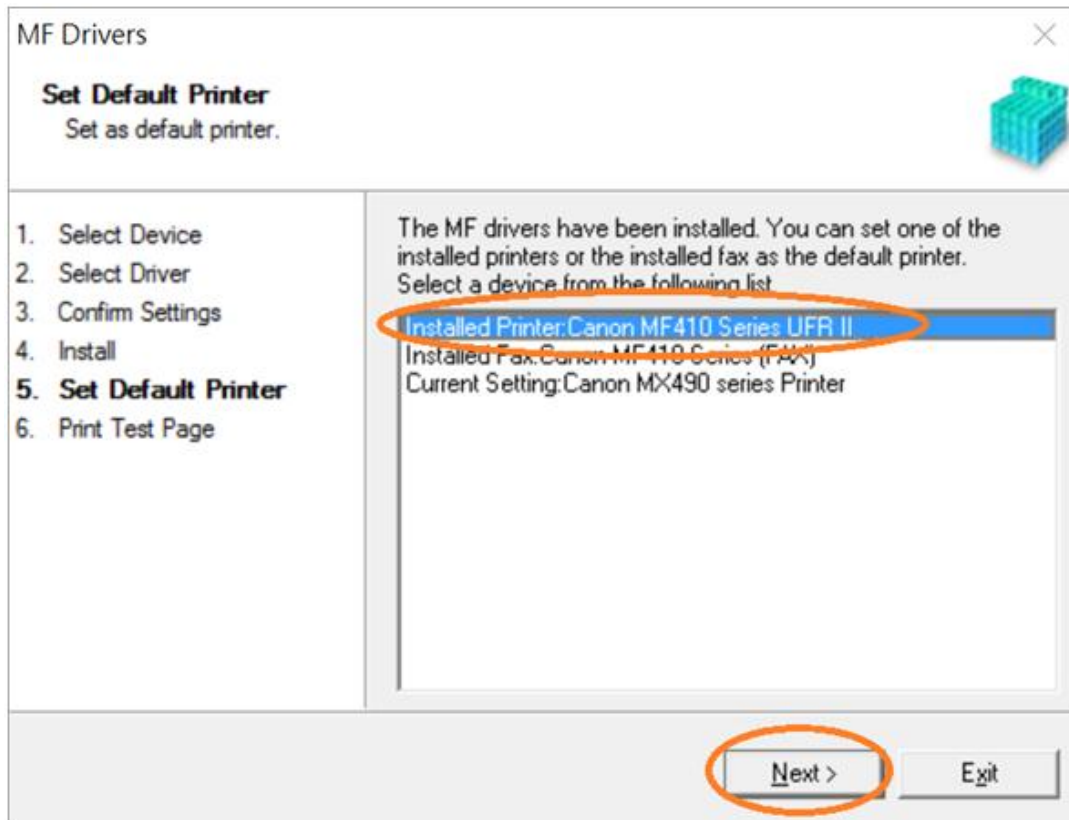 MF Drivers
Set Default Printer
Set as default printer.
1. Select Device
2. Select Driver
3. Confirm Settings
4. Install
5. Set Default Printer
6. Print Test Page
The MF drivers have been installed. You can set one of the
installed printers or the installed fax as the default printer.
Select a device from the following list.
Installed Printer:Canon MF410 Series UFR II
Installed Fax:Canon MF410 Series (FAX)
Current Setting:Canon MX490 series Printer
Next >
Exit